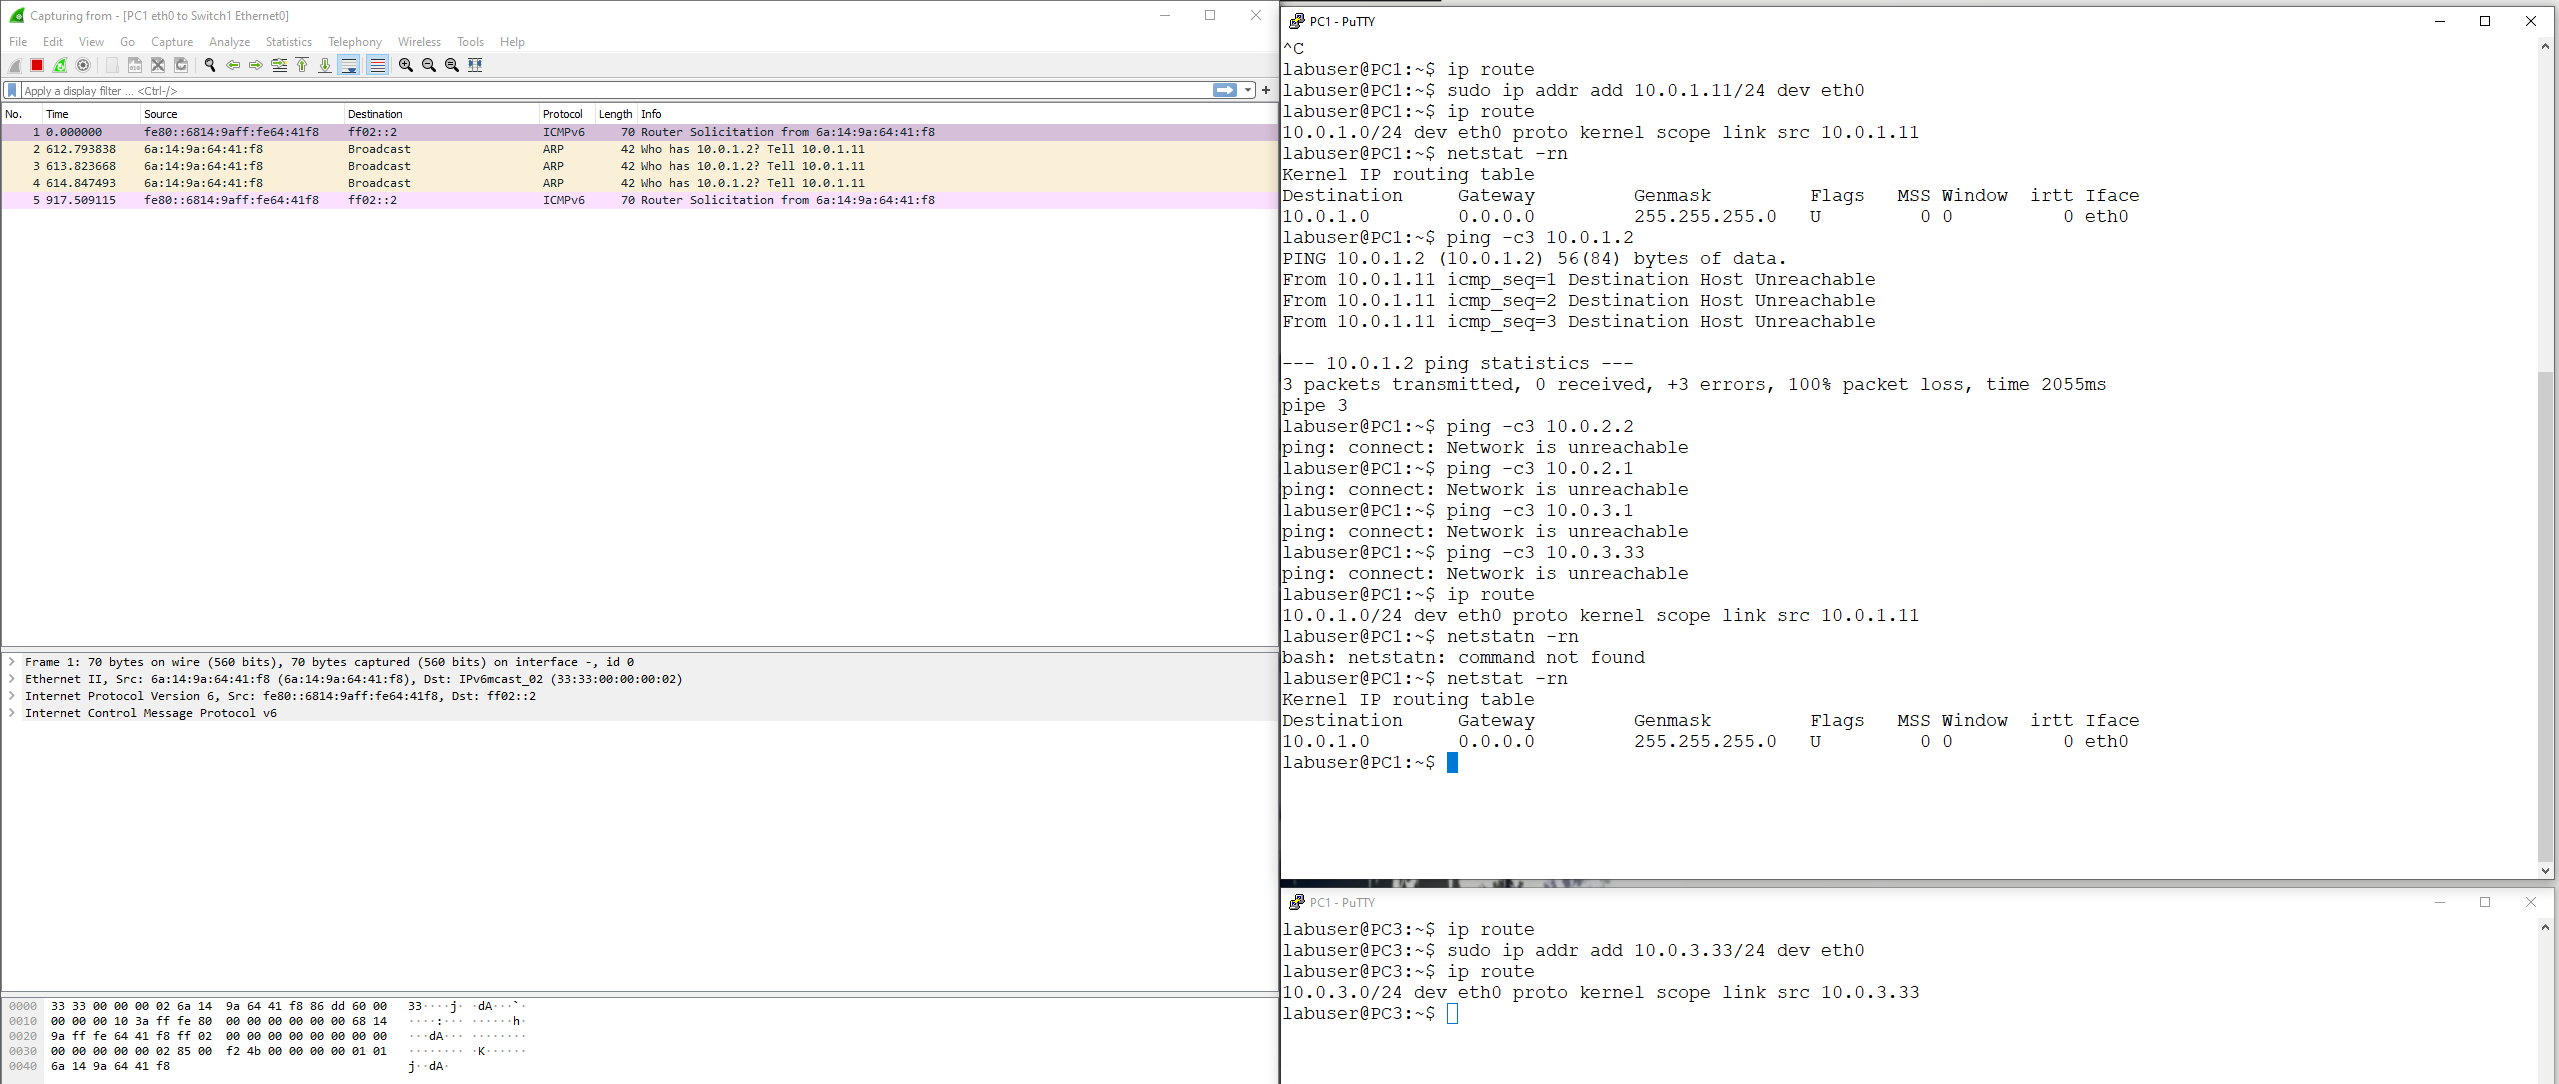 Capturing from - [PC1 eth0 to Switch1 Ethernet0]
File Edit View Go Capture Analyze Statistics Telephony Wireless Tools Help
Apply a display filter ... <Ctrl-/>
No. Time Source Destination Protocol Length Info
1 0.000000 fe80::6814:9aff:fe64:41f8 ff02::2 ICMPv6 70 Router Solicitation from 6a:14:9a:64:41:f8
2 612.793838 6a:14:9a:64:41:f8 Broadcast ARP 42 Who has 10.0.1.2? Tell 10.0.1.11
3 613.823668 6a:14:9a:64:41:f8 Broadcast ARP 42 Who has 10.0.1.2? Tell 10.0.1.11
4 614.847493 6a:14:9a:64:41:f8 Broadcast ARP 42 Who has 10.0.1.2? Tell 10.0.1.11
5 917.509115 fe80::6814:9aff:fe64:41f8 ff02::2 ICMPv6 70 Router Solicitation from 6a:14:9a:64:41:f8
Frame 1: 70 bytes on wire (560 bits), 70 bytes captured (560 bits) on interface -, id 0
Ethernet II, Src: 6a:14:9a:64:41:f8 (6a:14:9a:64:41:f8), Dst: IPv6mcast_02 (33:33:00:00:00:02)
Internet Protocol Version 6, Src: fe80::6814:9aff:fe64:41f8, Dst: ff02::2
Internet Control Message Protocol v6
0000 33 33 00 00 00 02 6a 14 9a 64 41 f8 86 dd 60 00 33····j· ·dA···`·
0010 00 00 00 10 3a ff fe 80 00 00 00 00 00 00 68 14 ····:··· ······h·
0020 9a ff fe 64 41 f8 ff 02 00 00 00 00 00 00 00 00 ···dA··· ········
0030 00 00 00 00 00 02 85 00 f2 4b 00 00 00 00 01 01 ········ ·K······
0040 6a 14 9a 64 41 f8 j··dA·
PC1 - PuTTY
^C
labuser@PC1:~$ ip route
labuser@PC1:~$ sudo ip addr add 10.0.1.11/24 dev eth0
labuser@PC1:~$ ip route
10.0.1.0/24 dev eth0 proto kernel scope link src 10.0.1.11
labuser@PC1:~$ netstat -rn
Kernel IP routing table
Destination Gateway Genmask Flags MSS Window irtt Iface
10.0.1.0 0.0.0.0 255.255.255.0 U 0 0 0 eth0
labuser@PC1:~$ ping -c3 10.0.1.2
PING 10.0.1.2 (10.0.1.2) 56(84) bytes of data.
From 10.0.1.11 icmp_seq=1 Destination Host Unreachable
From 10.0.1.11 icmp_seq=2 Destination Host Unreachable
From 10.0.1.11 icmp_seq=3 Destination Host Unreachable
--- 10.0.1.2 ping statistics ---
3 packets transmitted, 0 received, +3 errors, 100% packet loss, time 2055ms
pipe 3
labuser@PC1:~$ ping -c3 10.0.2.2
ping: connect: Network is unreachable
labuser@PC1:~$ ping -c3 10.0.2.1
ping: connect: Network is unreachable
labuser@PC1:~$ ping -c3 10.0.3.1
ping: connect: Network is unreachable
labuser@PC1:~$ ping -c3 10.0.3.33
ping: connect: Network is unreachable
labuser@PC1:~$ ip route
10.0.1.0/24 dev eth0 proto kernel scope link src 10.0.1.11
labuser@PC1:~$ netstatn -rn
bash: netstatn: command not found
labuser@PC1:~$ netstat -rn
Kernel IP routing table
Destination Gateway Genmask Flags MSS Window irtt Iface
10.0.1.0 0.0.0.0 255.255.255.0 U 0 0 0 eth0
labuser@PC1:~$
PC1 - PuTTY
labuser@PC3:~$ ip route
labuser@PC3:~$ sudo ip addr add 10.0.3.33/24 dev eth0
labuser@PC3:~$ ip route
10.0.3.0/24 dev eth0 proto kernel scope link src 10.0.3.33
labuser@PC3:~$